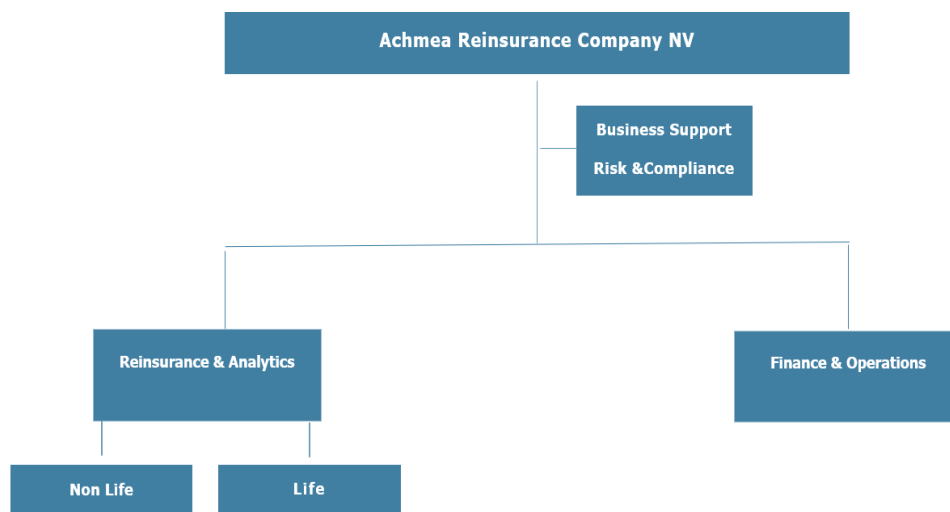 Achmea Reinsurance Company NV
Business Support
Risk &Compliance
Reinsurance & Analytics
Finance & Operations
Non Life
Life